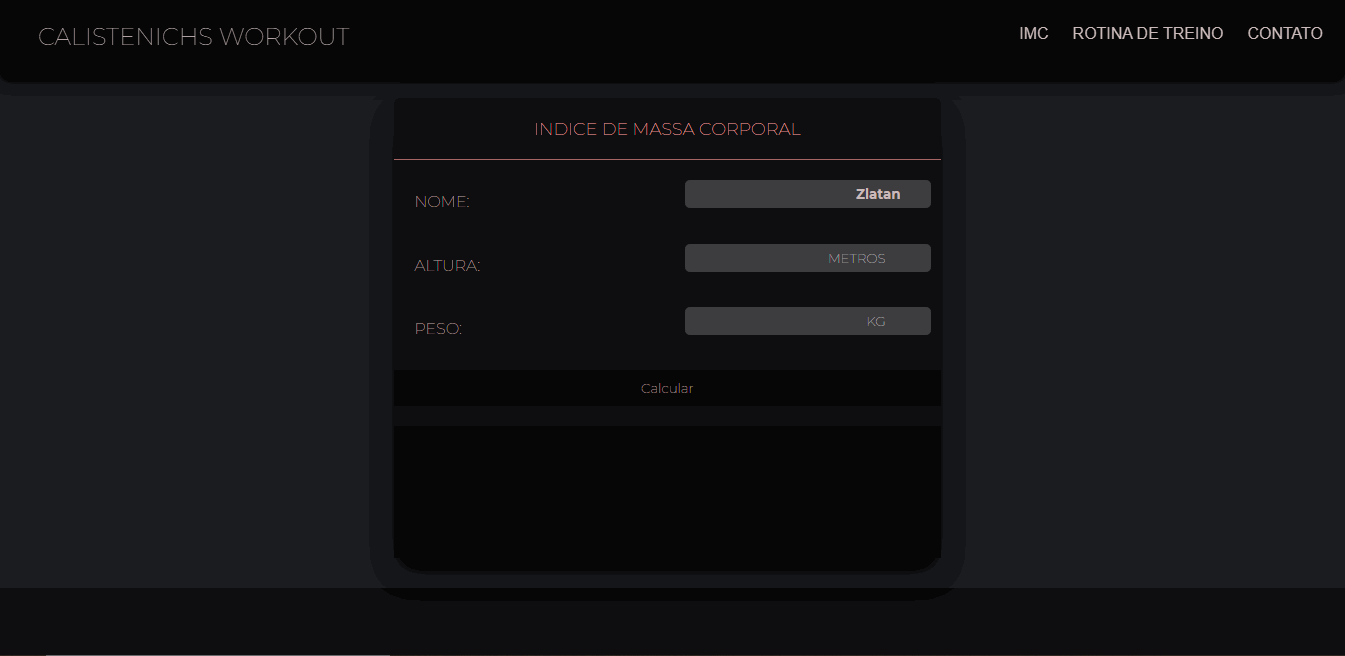 CALISTENICHS WORKOUT
IMC ROTINA DE TREINO CONTATO
INDICE DE MASSA CORPORAL
NOME: Zlatan
ALTURA: METROS
PESO: KG
Calcular